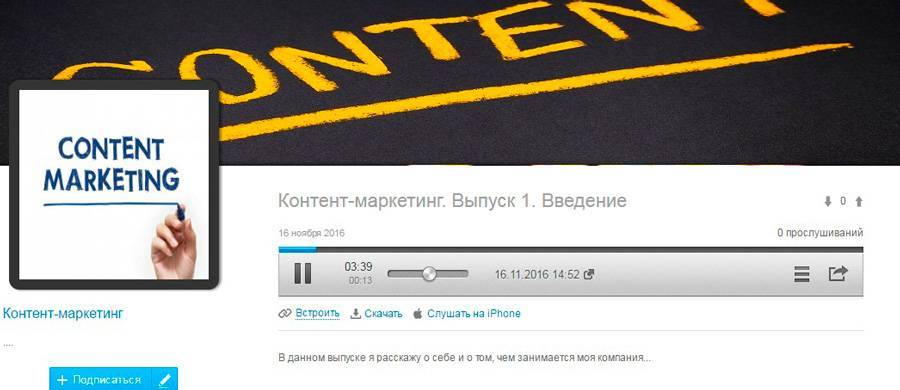 CONTENT
CONTENT
MARKETING
Контент-маркетинг. Выпуск 1. Введение
0
16 ноября 2016
0 прослушиваний
03:39
00:13
16.11.2016 14:52
Встроить
Скачать
Слушать на iPhone
Контент-маркетинг
....
В данном выпуске я расскажу о себе и о том, чем занимается моя компания...
+ Подписаться